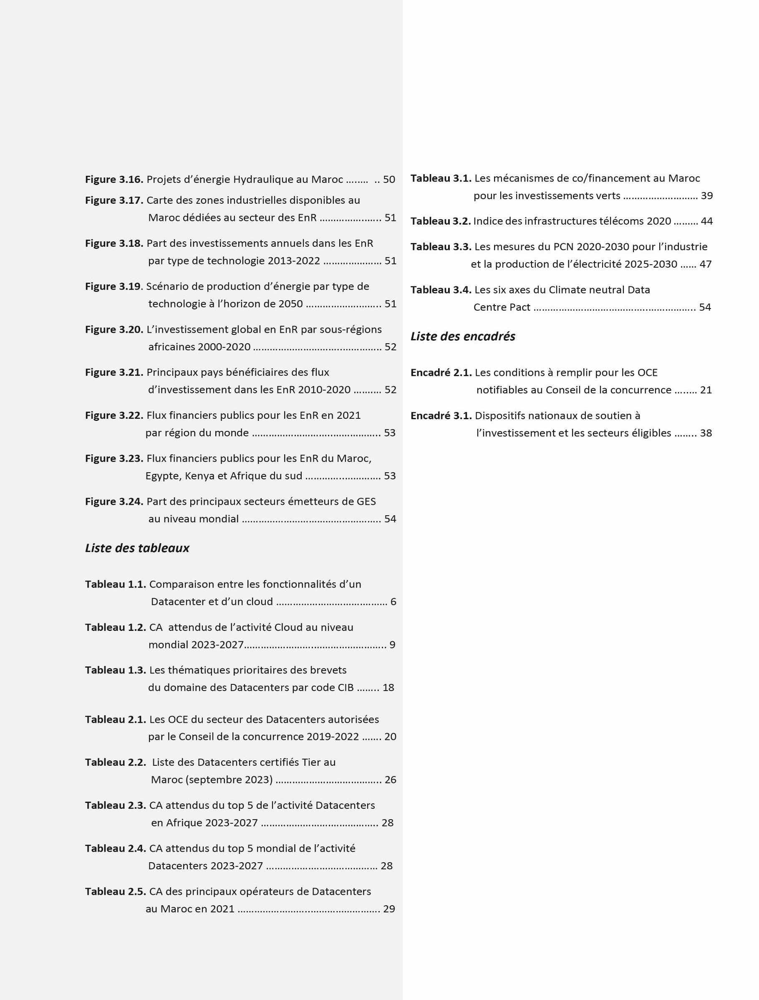 Figure 3.16. Projets d’énergie Hydraulique au Maroc ........ .. 50
Figure 3.17. Carte des zones industrielles disponibles au
Maroc dédiées au secteur des EnR ...................... 51
Figure 3.18. Part des investissements annuels dans les EnR
par type de technologie 2013-2022 ..................... 51
Figure 3.19. Scénario de production d’énergie par type de
technologie à l’horizon de 2050 ........................... 51
Figure 3.20. L’investissement global en EnR par sous-régions
africaines 2000-2020 .............................................. 52
Figure 3.21. Principaux pays bénéficiaires des flux
d’investissement dans les EnR 2010-2020 .......... 52
Figure 3.22. Flux financiers publics pour les EnR en 2021
par région du monde .............................................. 53
Figure 3.23. Flux financiers publics pour les EnR du Maroc,
Egypte, Kenya et Afrique du sud ........................... 53
Figure 3.24. Part des principaux secteurs émetteurs de GES
au niveau mondial .................................................. 54
Liste des tableaux
Tableau 1.1. Comparaison entre les fonctionnalités d’un
Datacenter et d’un cloud ........................................ 6
Tableau 1.2. CA attendus de l’activité Cloud au niveau
mondial 2023-2027................................................... 9
Tableau 1.3. Les thématiques prioritaires des brevets
du domaine des Datacenters par code CIB ........ 18
Tableau 2.1. Les OCE du secteur des Datacenters autorisées
par le Conseil de la concurrence 2019-2022 ....... 20
Tableau 2.2. Liste des Datacenters certifiés Tier au
Maroc (septembre 2023) ...................................... 26
Tableau 2.3. CA attendus du top 5 de l’activité Datacenters
en Afrique 2023-2027 .......................................... 28
Tableau 2.4. CA attendus du top 5 mondial de l’activité
Datacenters 2023-2027 ........................................ 28
Tableau 2.5. CA des principaux opérateurs de Datacenters
au Maroc en 2021 ................................................... 29
Tableau 3.1. Les mécanismes de co/financement au Maroc
pour les investissements verts ........................... 39
Tableau 3.2. Indice des infrastructures télécoms 2020 ......... 44
Tableau 3.3. Les mesures du PCN 2020-2030 pour l’industrie
et la production de l’électricité 2025-2030 ...... 47
Tableau 3.4. Les six axes du Climate neutral Data
Centre Pact .......................................................... 54
Liste des encadrés
Encadré 2.1. Les conditions à remplir pour les OCE
notifiables au Conseil de la concurrence ........ 21
Encadré 3.1. Dispositifs nationaux de soutien à
l’investissement et les secteurs éligibles ........ 38